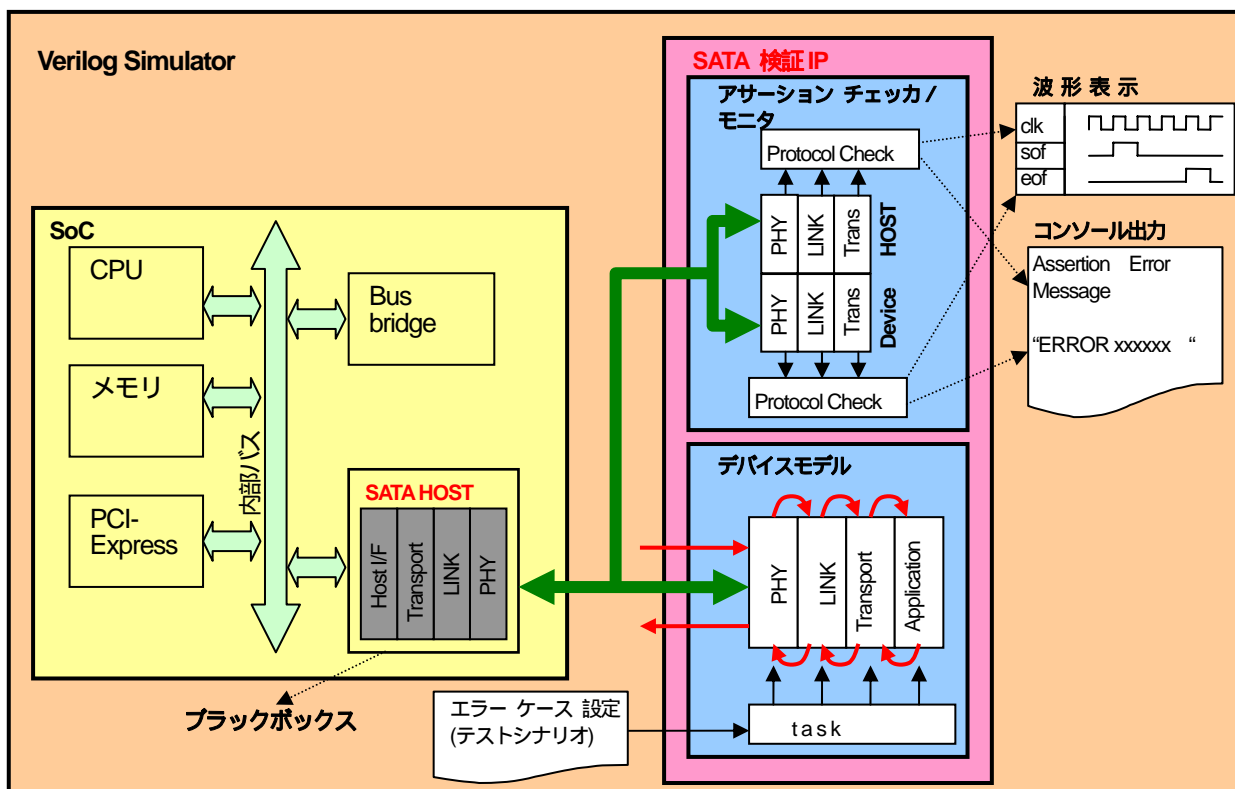 Verilog Simulator
SoC
CPU
メモリ
PCI-
Express
内部バス
Bus
bridge
SATA HOST
Host I/F
Transport
LINK
PHY
ブラックボックス
エラー ケース 設定
(テストシナリオ)
SATA 検証 IP
アサーション チェッカ /
モニタ
Protocol Check
PHY
LINK
Trans
HOST
PHY
LINK
Trans
Device
Protocol Check
デバイスモデル
PHY
LINK
Transport
Application
task
波 形 表 示
clk
sof
eof
コンソール出力
Assertion Error
Message
“ERROR xxxxxx “